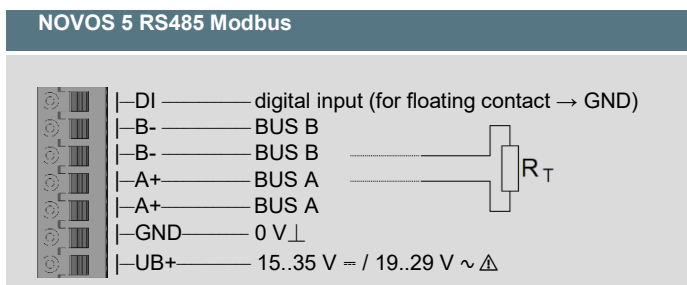 NOVOS 5 RS485 Modbus
DI digital input (for floating contact → GND)
B- BUS B
B- BUS B
A+ BUS A
A+ BUS A
RT
GND 0 V⊥
UB+ 15..35 V ⎓ / 19..29 V ~ ⚠